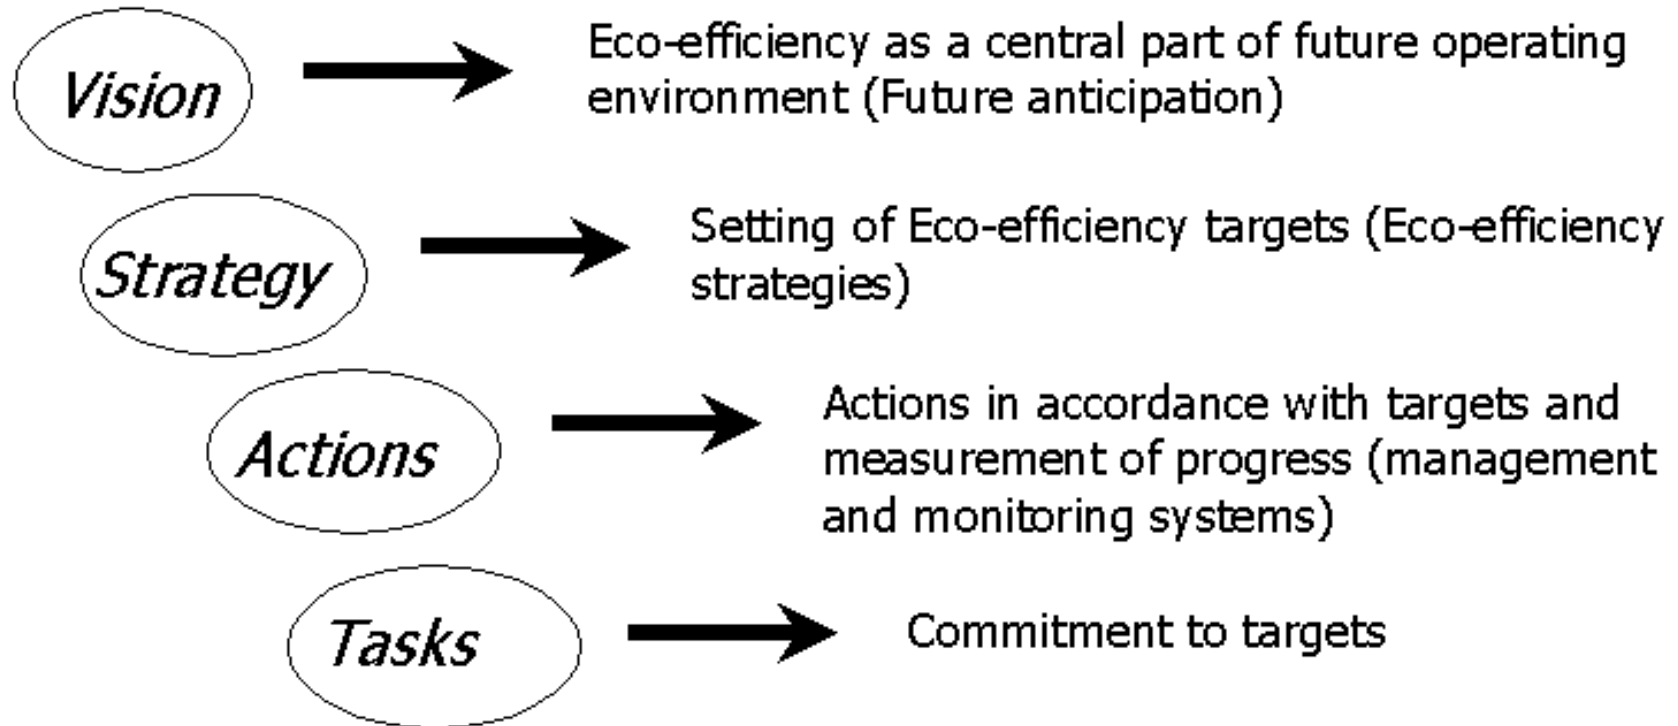 Vision
Eco-efficiency as a central part of future operating
environment (Future anticipation)
Strategy
Setting of Eco-efficiency targets (Eco-efficiency
strategies)
Actions
Actions in accordance with targets and
measurement of progress (management
and monitoring systems)
Tasks
Commitment to targets